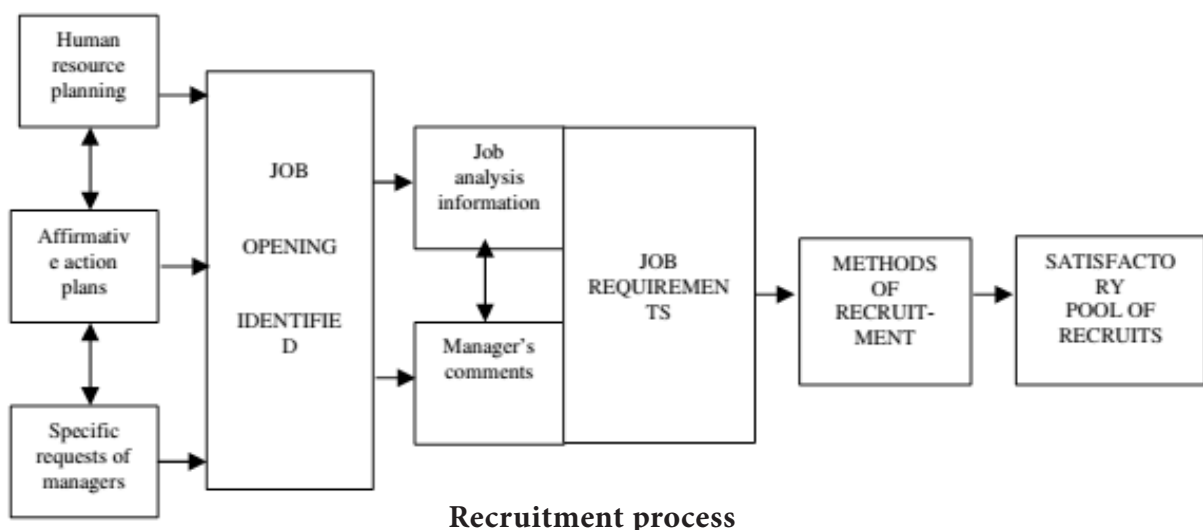 Human
resource
planning
Affirmativ
e action
plans
Specific
requests of
managers
JOB
OPENING
IDENTIFIE
D
Job
analysis
information
Manager's
comments
JOB
REQUIREMEN
TS
METHODS
OF
RECRUIT-
MENT
SATISFACTO
RY
POOL OF
RECRUITS
Recruitment process